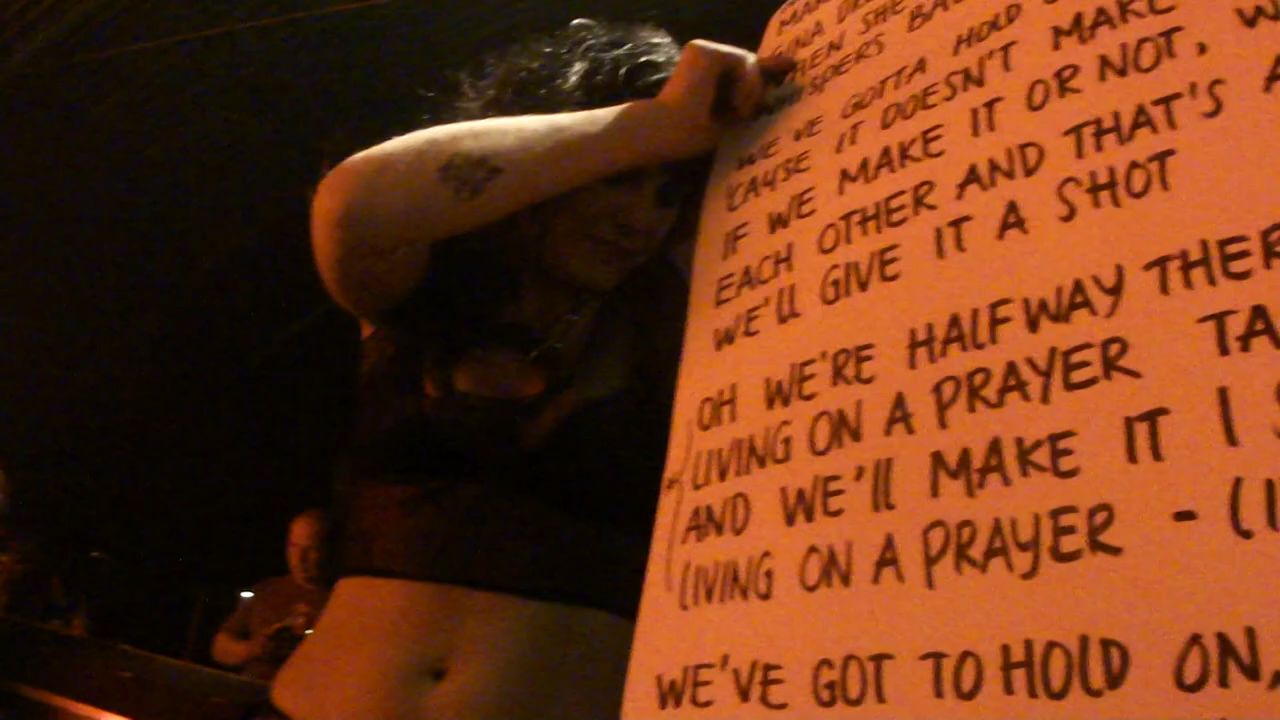 WE'VE GOTTA HOLD
'CAUSE IT DOESN'T MAKE
IF WE MAKE IT OR NOT,
EACH OTHER AND THAT'S A
WE'LL GIVE IT A SHOT
OH WE'RE HALFWAY THER
LIVING ON A PRAYER TA
AND WE'LL MAKE IT I
LIVING ON A PRAYER - (
WE'VE GOT TO HOLD ON,